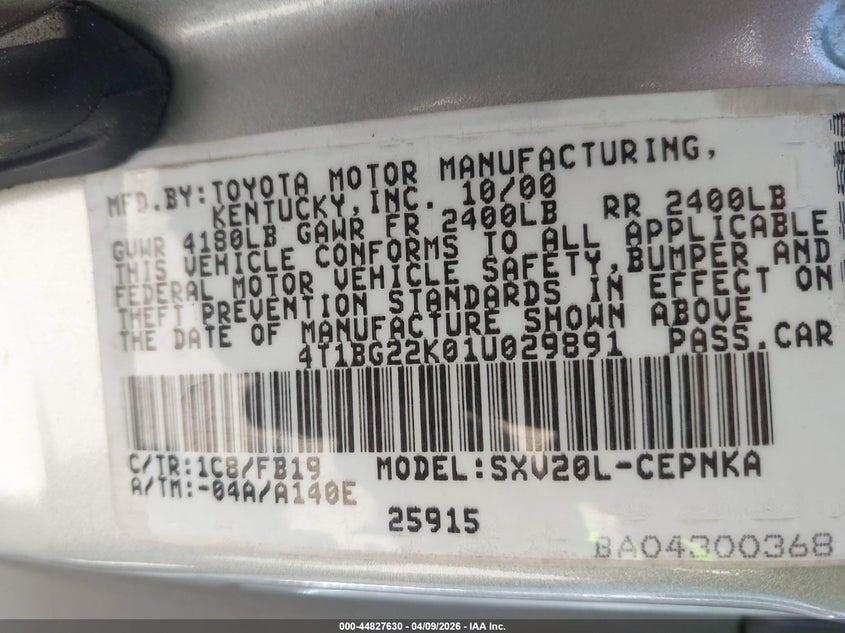 MFD.BY:TOYOTA MOTOR MANUFACTURING,
KENTUCKY,INC. 10/00
GVWR 4180LB GAWR FR 2400LB RR 2400LB
THIS VEHICLE CONFORMS TO ALL APPLICABLE
FEDERAL MOTOR VEHICLE SAFETY,BUMPER AND
THEFT PREVENTION STANDARDS IN EFFECT ON
THE DATE OF MANUFACTURE SHOWN ABOVE
4T1BG22K01U029891 PASS.CAR
C/TR:1C8/FB19 MODEL:SXV20L-CEPNKA
A/TM:-04A/A140E
25915
BA04300368
000-44827630 - 04/09/2026 - IAA Inc.